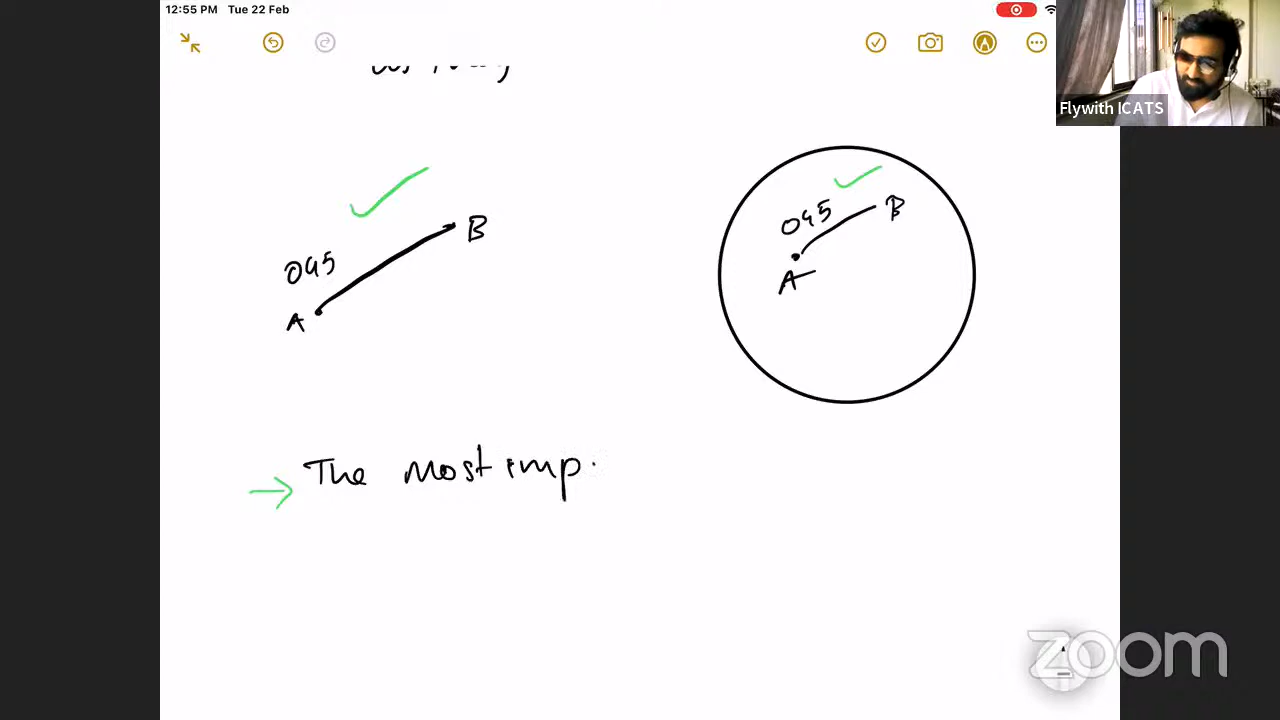 12:55 PM Tue 22 Feb
Flywith ICATS
045
A
B
045
A
B
→ The most imp.
zoom